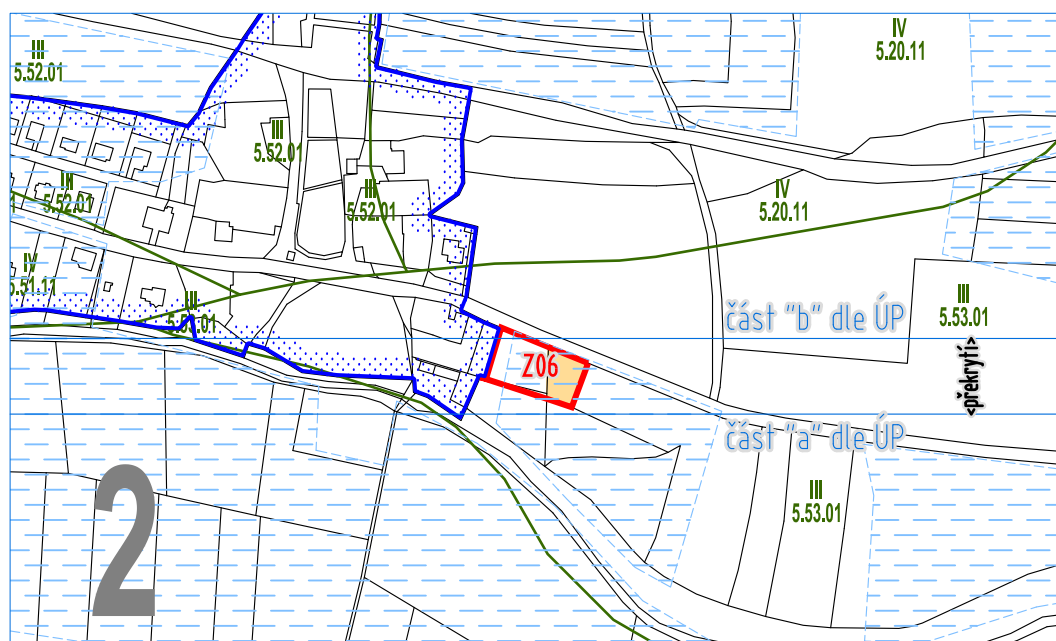 III
5.52.01
IV
5.20.11
III
5.52.01
III
5.52.01
IV
5.20.11
5.52.01
IV
5.51.11
III
5.53.01
část "b" dle ÚP
Z06
<překrytí>
část "a" dle ÚP
III
5.53.01
2